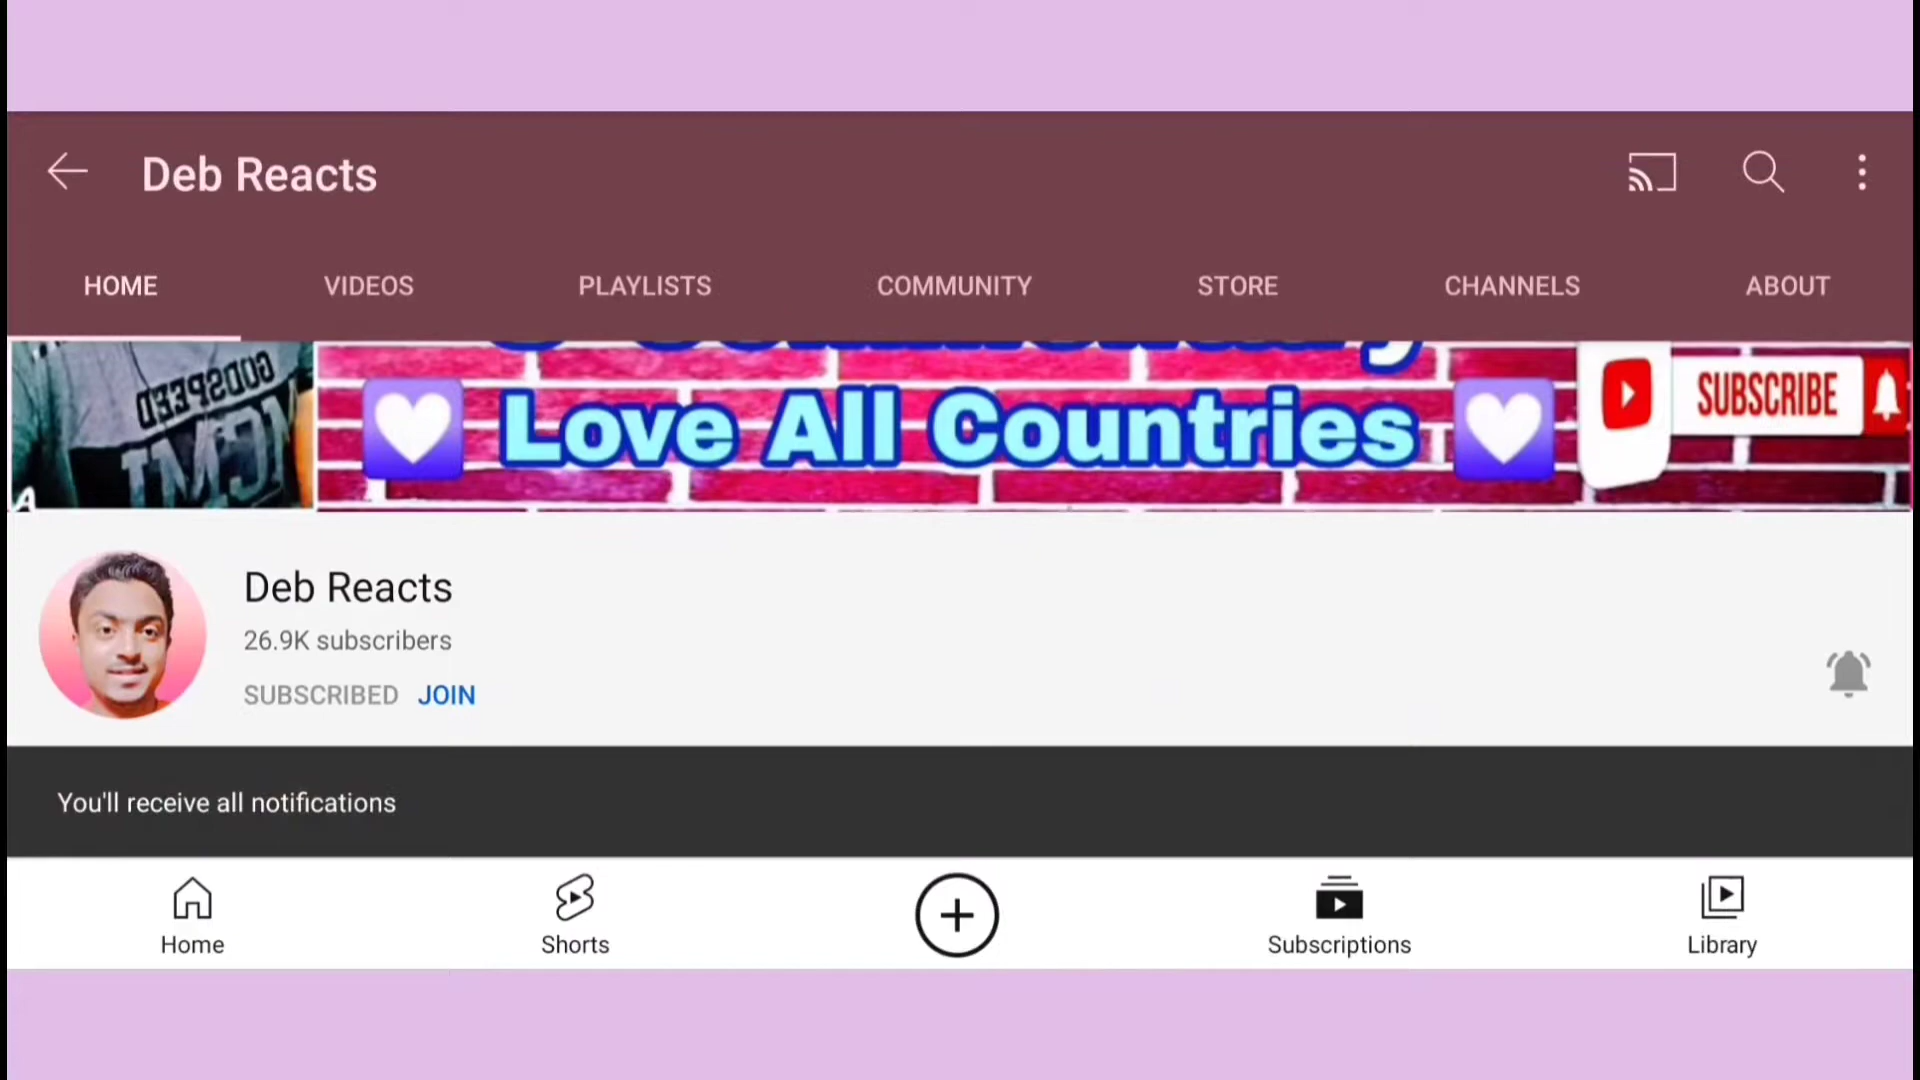 Deb Reacts
HOME VIDEOS PLAYLISTS COMMUNITY STORE CHANNELS ABOUT
GODSPEED
Love All Countries
SUBSCRIBE
Deb Reacts
26.9K subscribers
SUBSCRIBED JOIN
You'll receive all notifications
Home Shorts Subscriptions Library